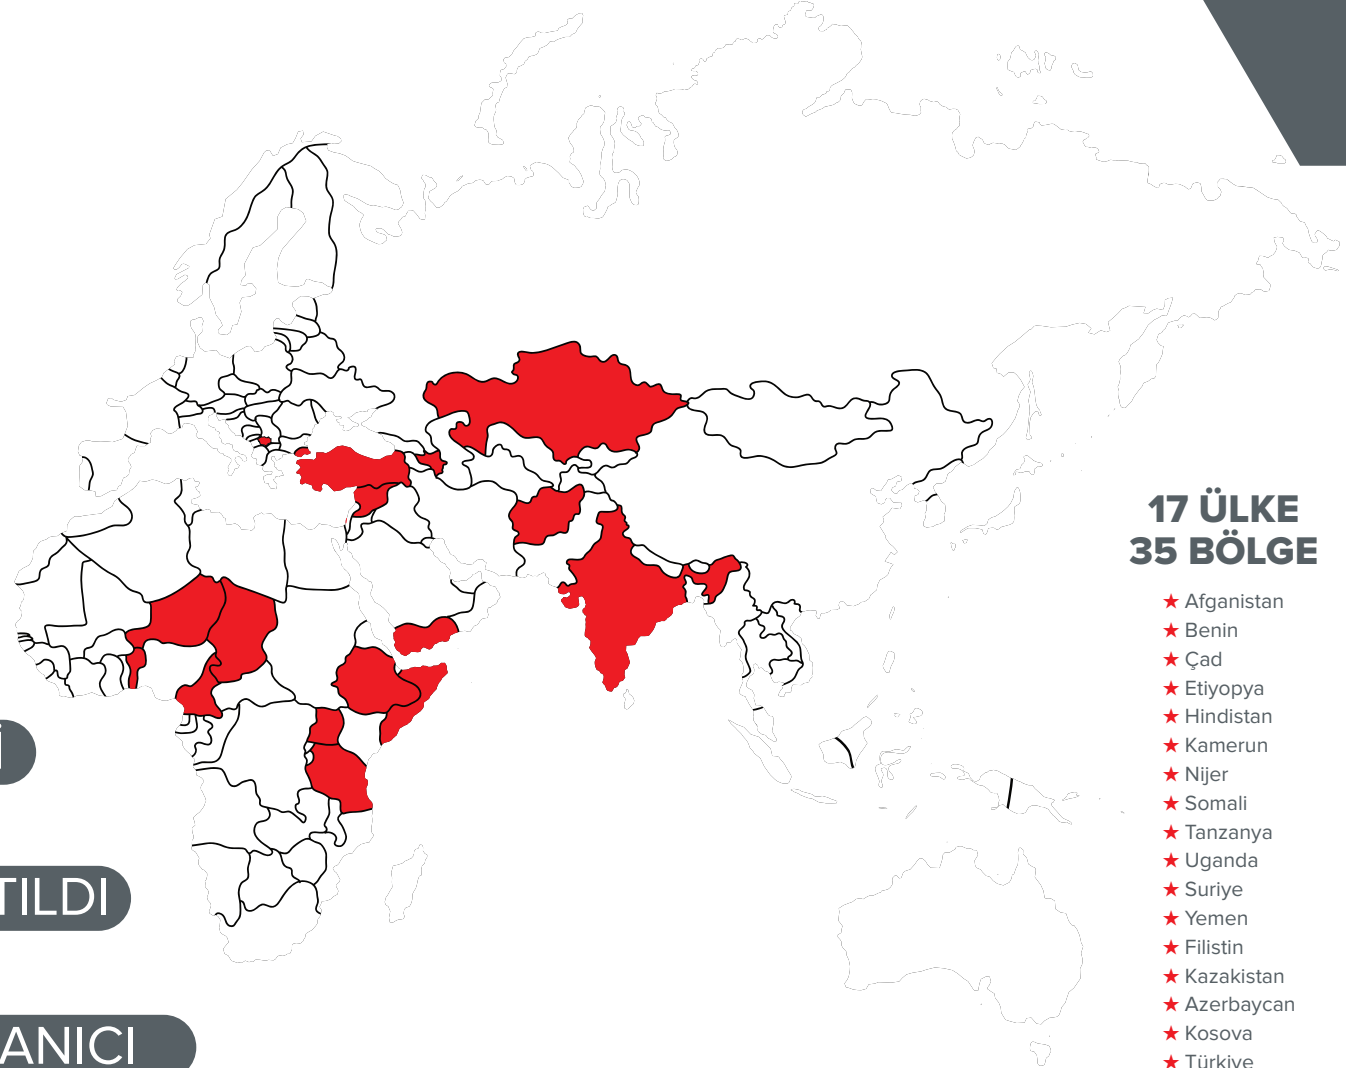 17 ÜLKE
35 BÖLGE
Afganistan
Benin
Çad
Etiyopya
Hindistan
Kamerun
Nijer
Somali
Tanzanya
Uganda
Suriye
Yemen
Filistin
Kazakistan
Azerbaycan
Kosova
Türkiye
İ
TILDI
ANICI